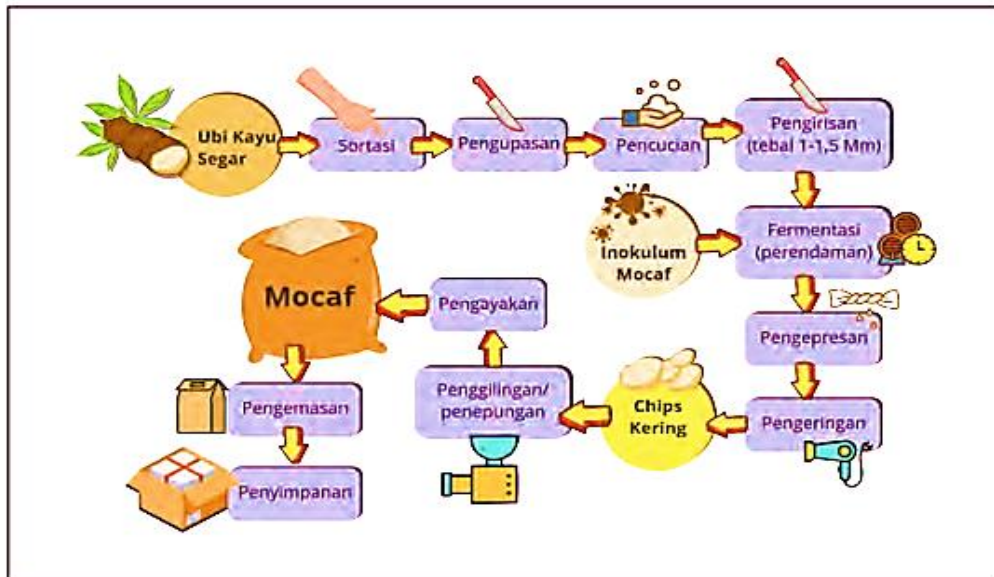 Ubi Kayu
Segar
Sortasi
Pengupasan
Pencucian
Pengirisan
(tebal 1-1,5 Mm)
Inokulum
Mocaf
Fermentasi
(perendaman)
Pengepresan
Pengeringan
Chips
Kering
Penggilingan/
penepungan
Pengayakan
Mocaf
Pengemasan
Penyimpanan